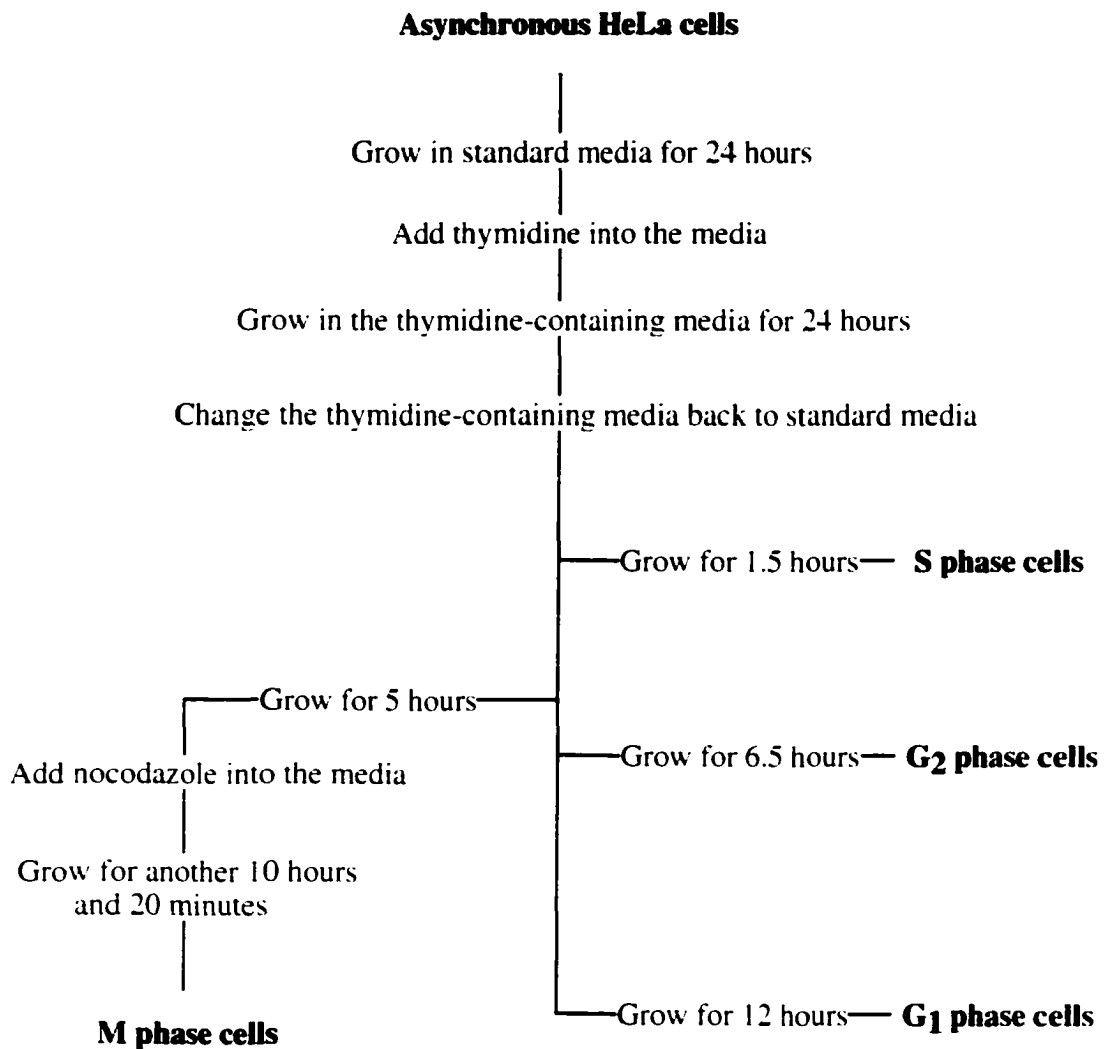 Asynchronous HeLa cells
Grow in standard media for 24 hours
Add thymidine into the media
Grow in the thymidine-containing media for 24 hours
Change the thymidine-containing media back to standard media
Grow for 1.5 hours S phase cells
Grow for 5 hours
Grow for 6.5 hours G2 phase cells
Add nocodazole into the media
Grow for another 10 hours
and 20 minutes
Grow for 12 hours G1 phase cells
M phase cells